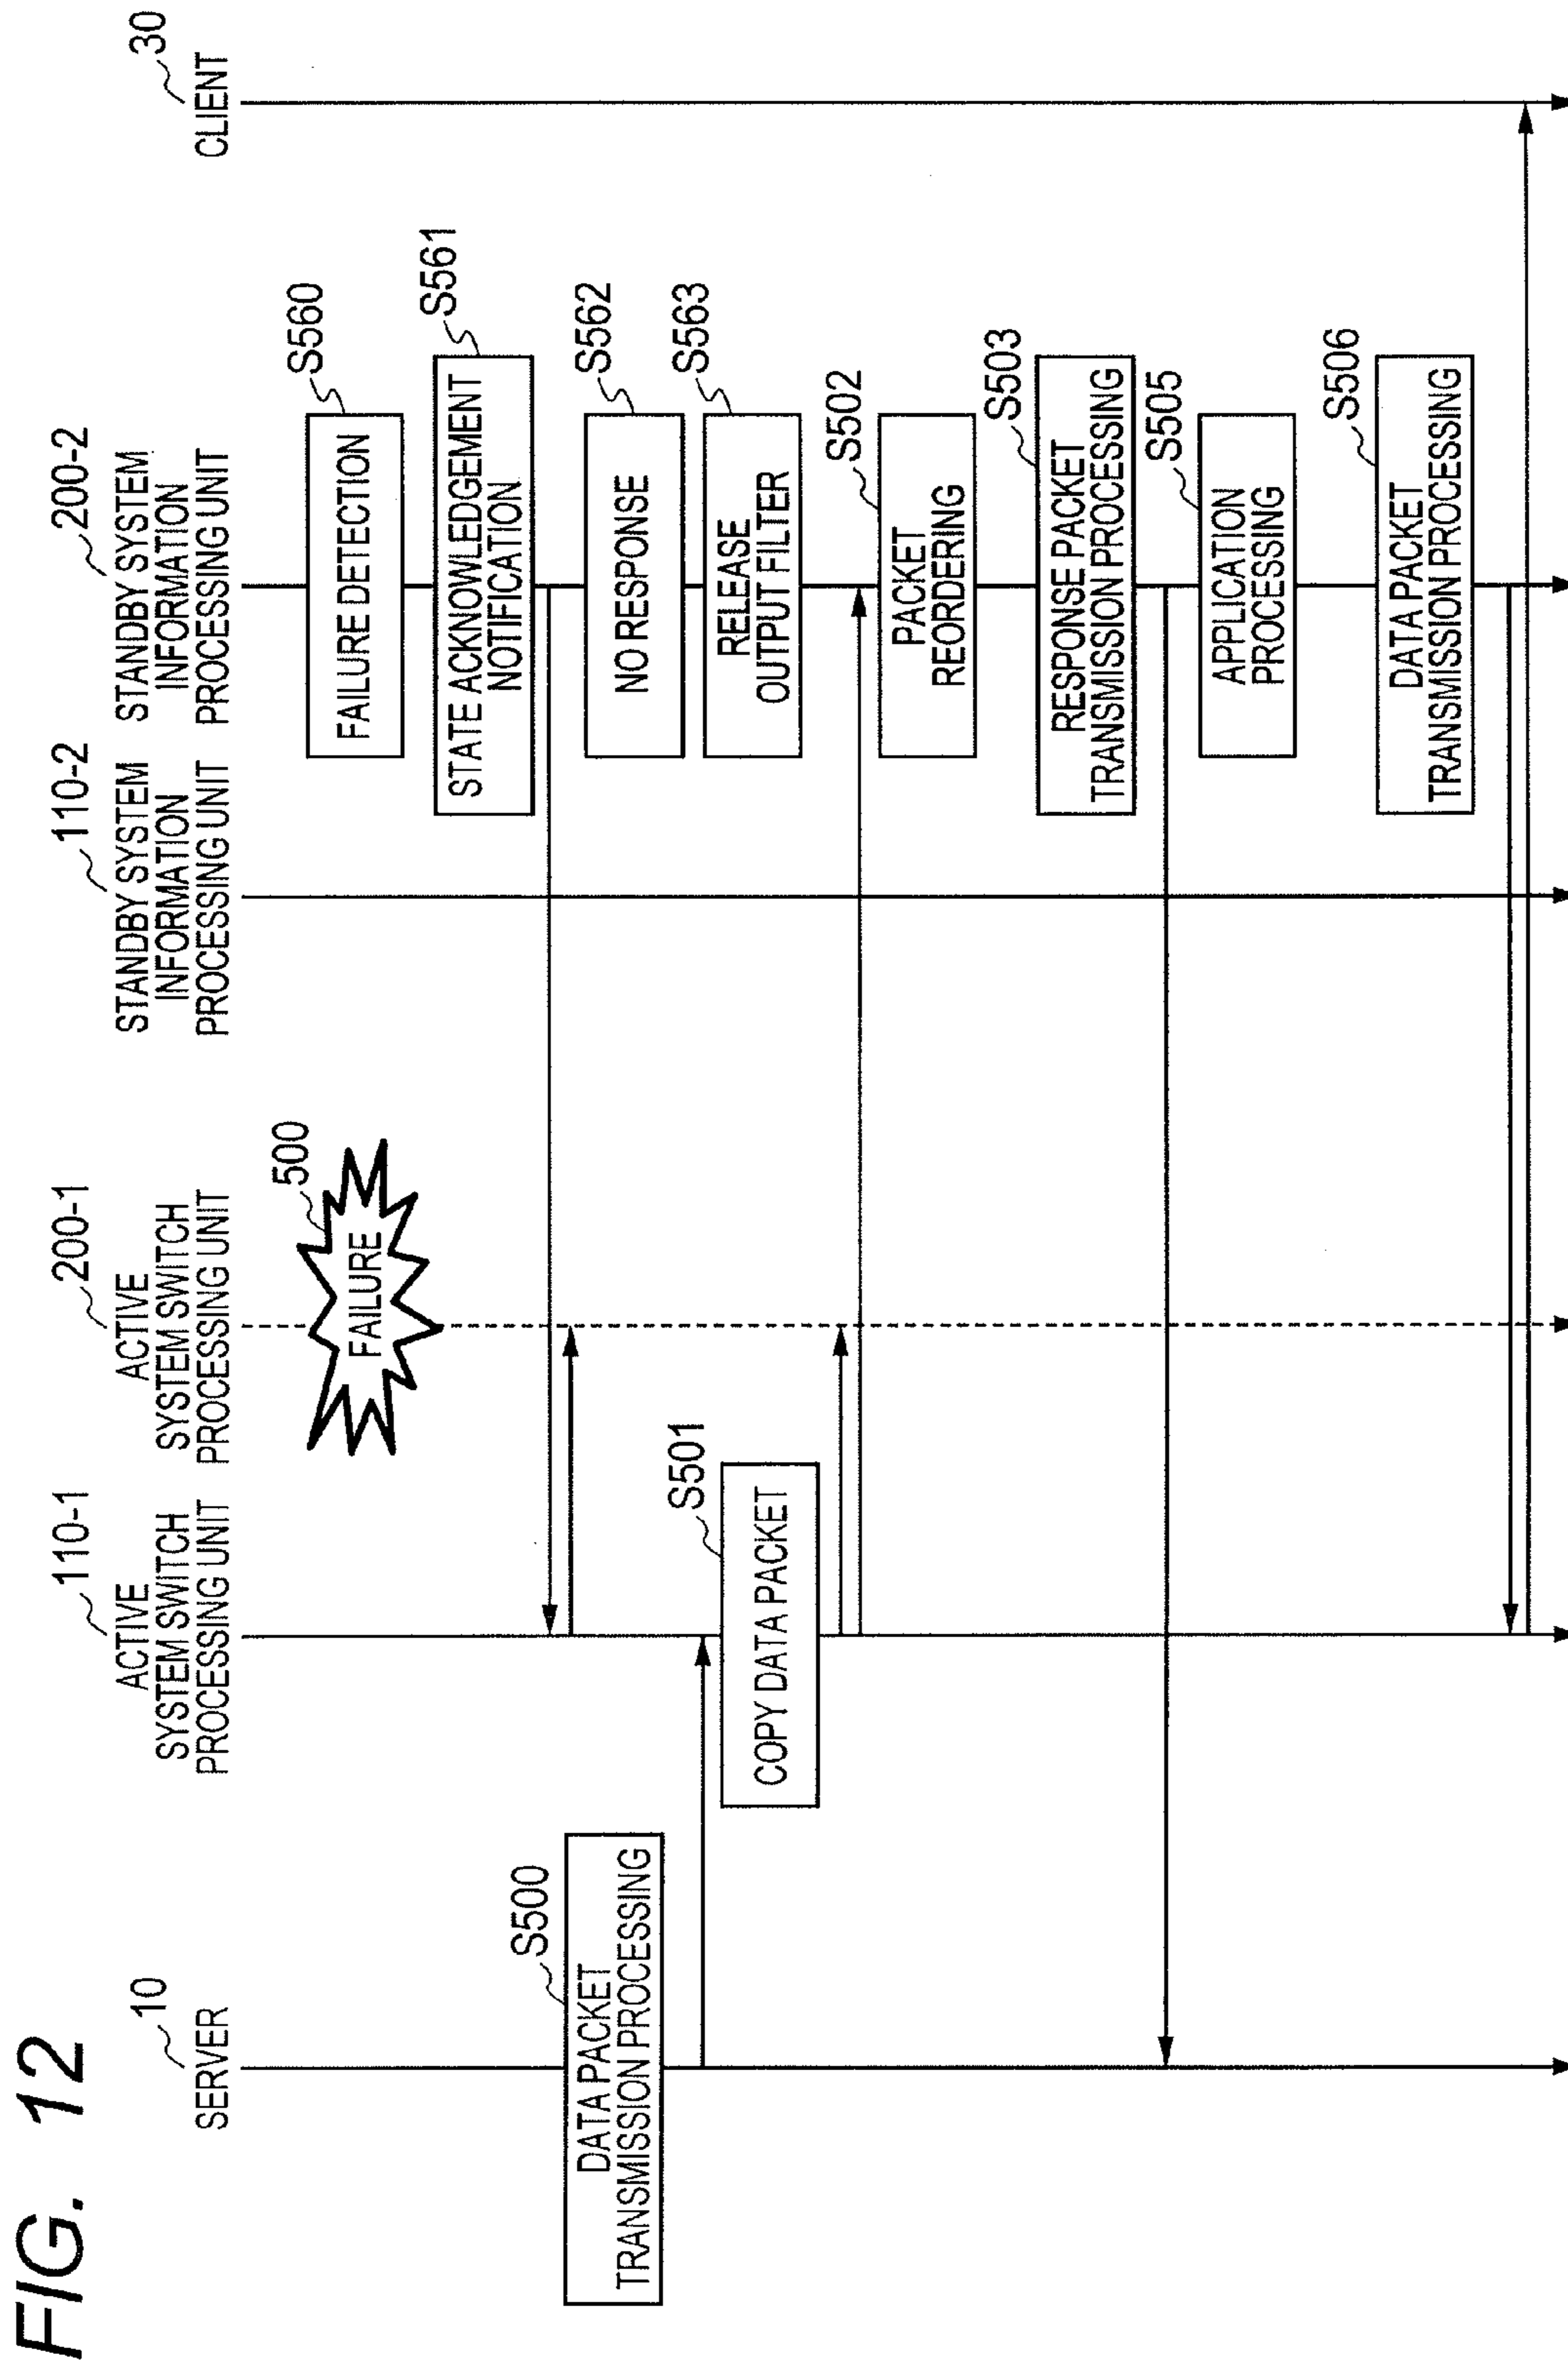 FIG. 12
10
SERVER
110-1
ACTIVE
SYSTEM SWITCH
PROCESSING UNIT
200-1
ACTIVE
SYSTEM SWITCH
PROCESSING UNIT
110-2
STANDBY SYSTEM
INFORMATION
PROCESSING UNIT
200-2
STANDBY SYSTEM
INFORMATION
PROCESSING UNIT
30
CLIENT
500
FAILURE
S560
FAILURE DETECTION
S561
STATE ACKNOWLEDGEMENT
NOTIFICATION
S500
DATA PACKET
TRANSMISSION PROCESSING
S562
NO RESPONSE
S501
COPY DATA PACKET
S563
RELEASE
OUTPUT FILTER
S502
PACKET
REORDERING
S503
RESPONSE PACKET
TRANSMISSION PROCESSING
S505
APPLICATION
PROCESSING
S506
DATA PACKET
TRANSMISSION PROCESSING